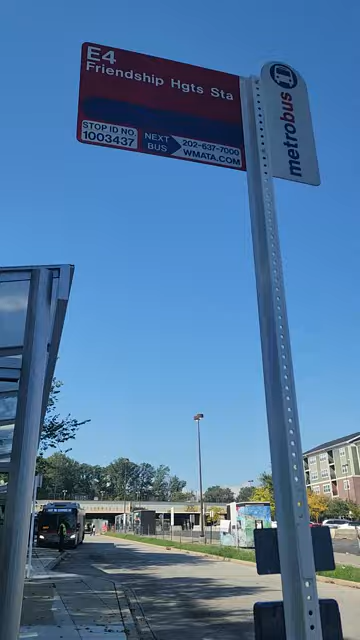 E4
Friendship Hgts Sta
STOP ID NO.
1003437
NEXT
BUS
202-637-7000
WMATA.COM
metrobus